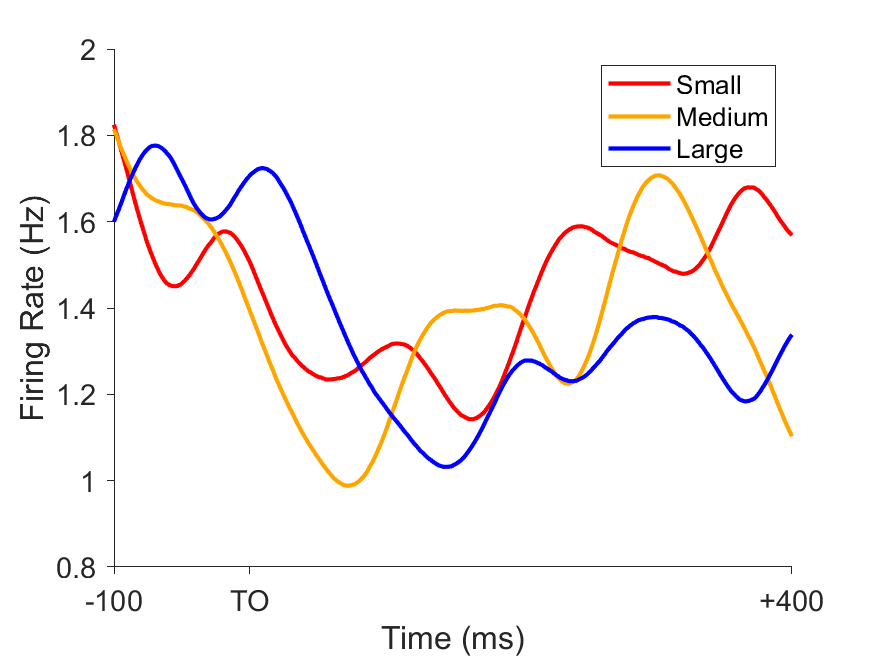 2
1.8
1.6
1.4
1.2
1
0.8
Firing Rate (Hz)
Small
Medium
Large
-100
TO
+400
Time (ms)